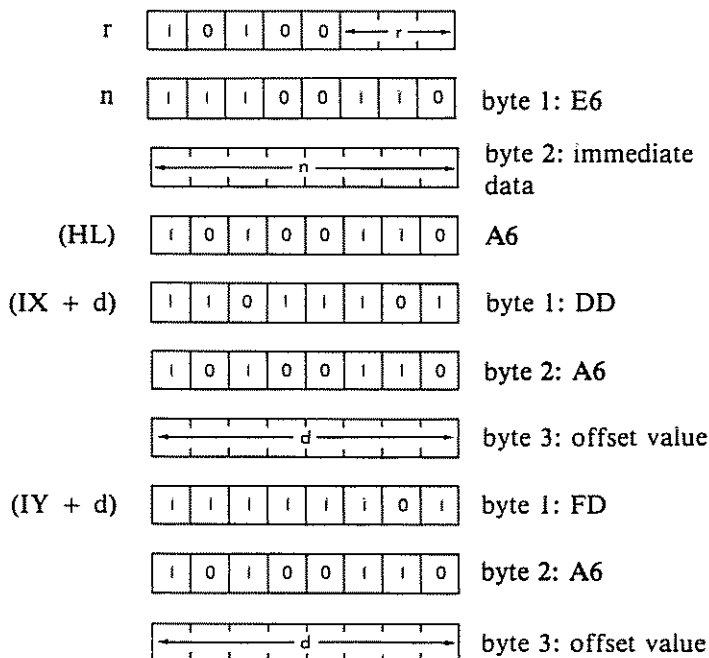 r 1 0 1 0 0 r
n 1 1 1 0 0 1 1 0 byte 1: E6
n byte 2: immediate
data
(HL) 1 0 1 0 0 1 1 0 A6
(IX + d) 1 1 0 1 1 1 0 1 byte 1: DD
1 0 1 0 0 1 1 0 byte 2: A6
d byte 3: offset value
(IY + d) 1 1 1 1 1 1 0 1 byte 1: FD
1 0 1 0 0 1 1 0 byte 2: A6
d byte 3: offset value